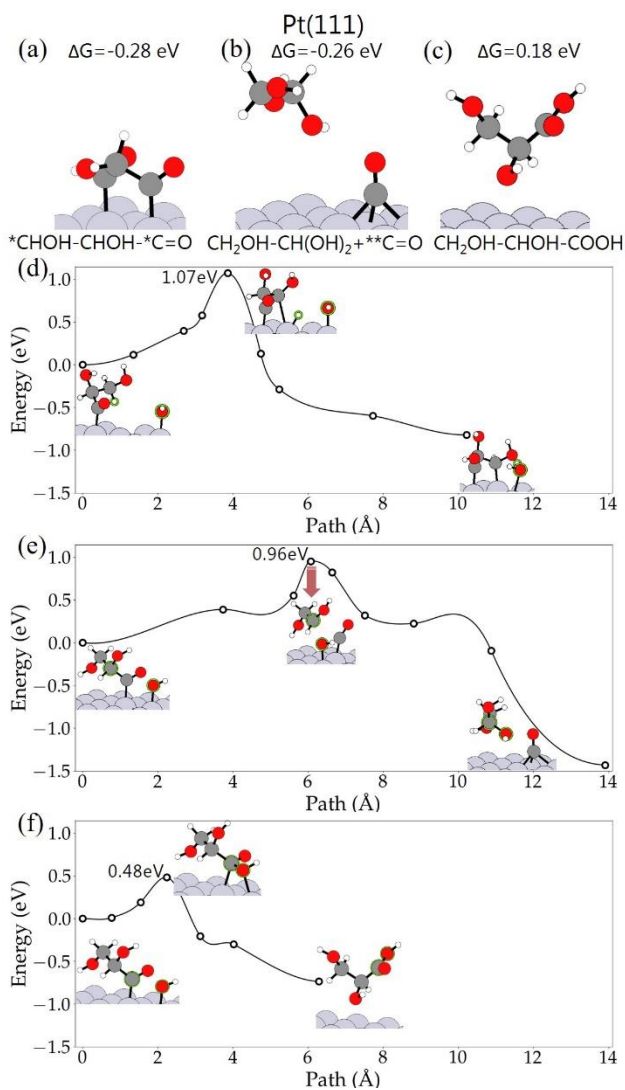 Pt(111)
(a) (b) (c)
ΔG=-0.28 eV ΔG=-0.26 eV ΔG=0.18 eV
*CHOH-CHOH-*C=O CH₂OH-CH(OH)₂+**C=O CH₂OH-CHOH-COOH
(d)
1.0
0.5
0.0
−0.5
−1.0
−1.5
Energy (eV)
1.07eV
0 2 4 6 8 10 12 14
Path (Å)
(e)
1.0
0.5
0.0
−0.5
−1.0
−1.5
Energy (eV)
0.96eV
0 2 4 6 8 10 12 14
Path (Å)
(f)
1.0
0.5
0.0
−0.5
−1.0
−1.5
Energy (eV)
0.48eV
0 2 4 6 8 10 12 14
Path (Å)